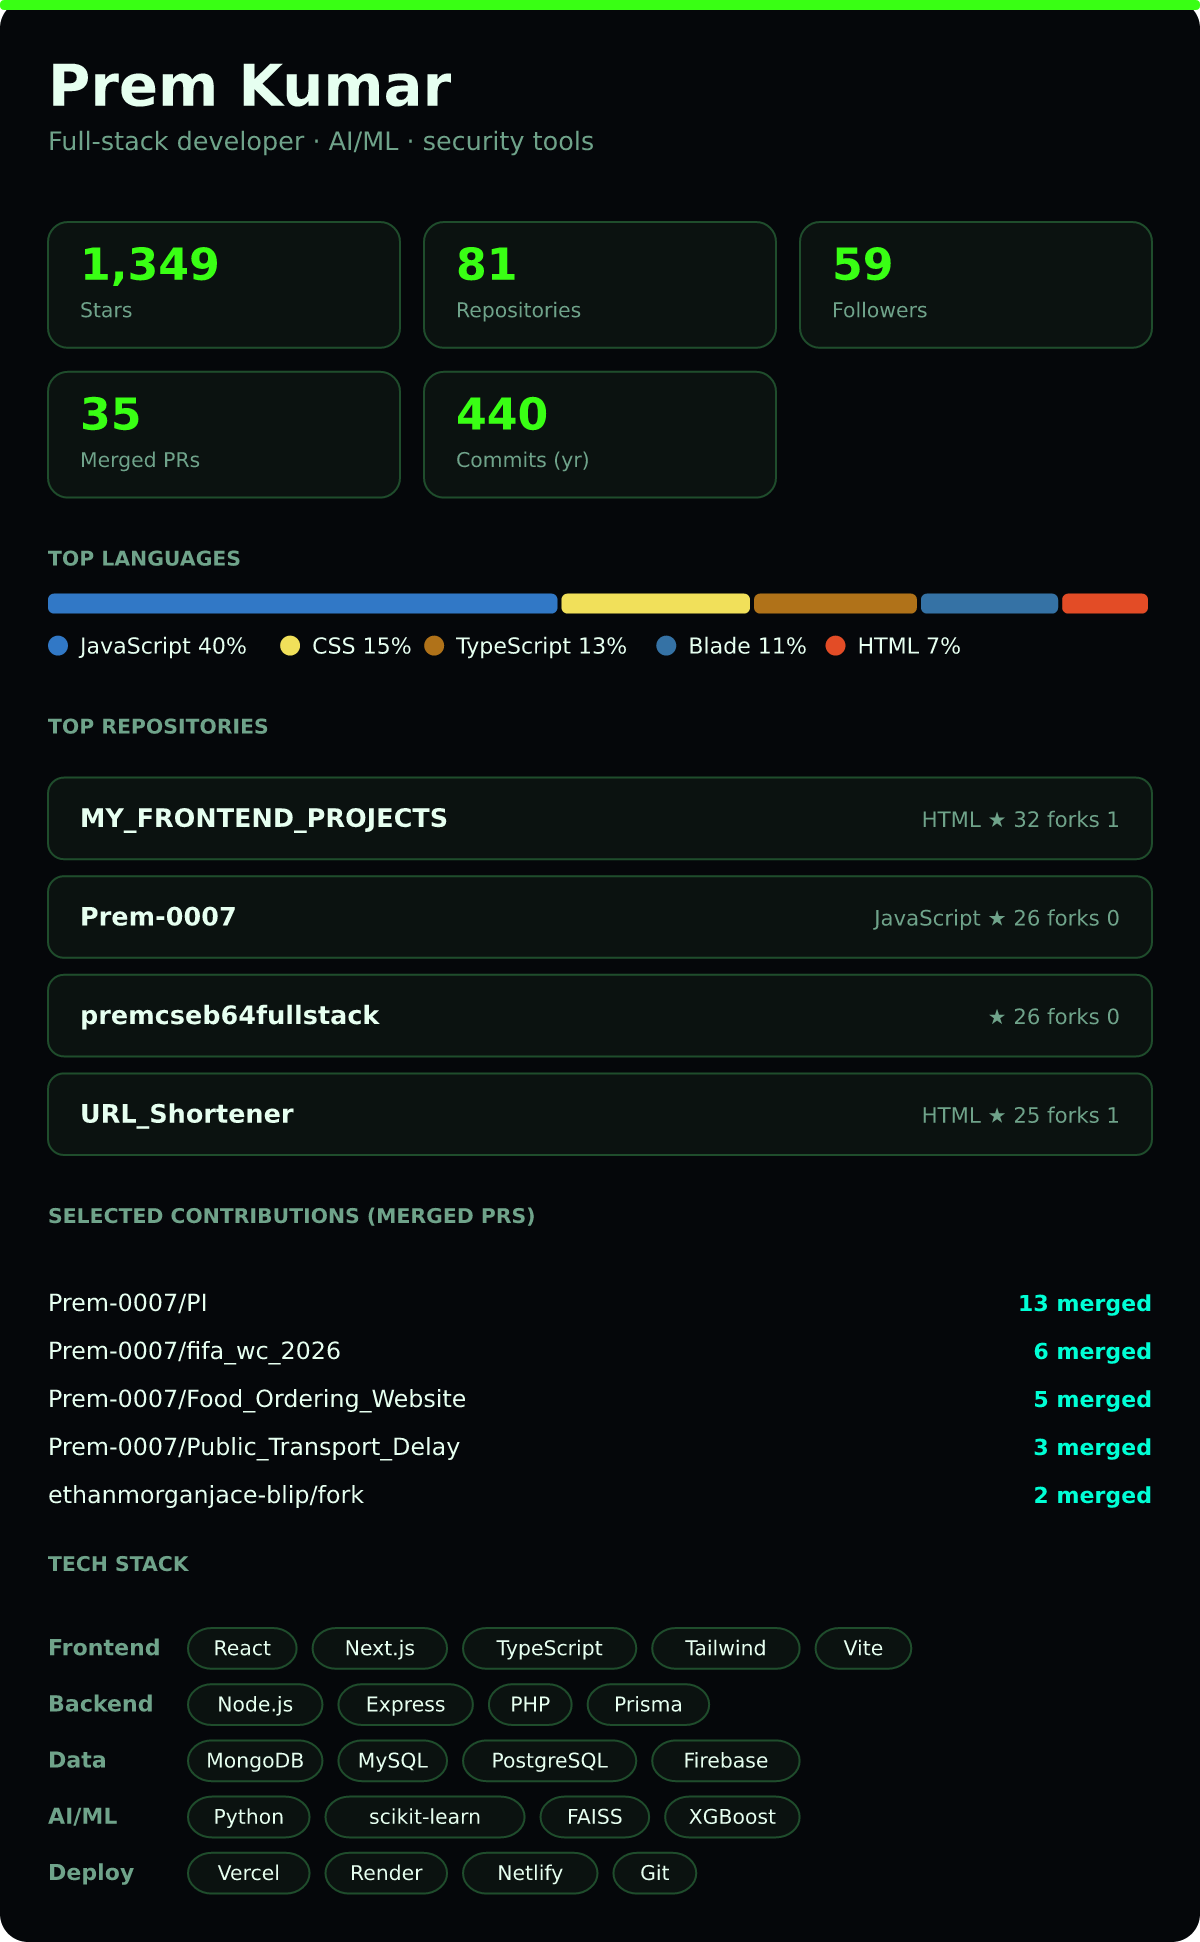 Prem Kumar
Full-stack developer · AI/ML · security tools
1,349
Stars
81
Repositories
59
Followers
35
Merged PRs
440
Commits (yr)
TOP LANGUAGES
JavaScript 40% CSS 15% TypeScript 13% Blade 11% HTML 7%
TOP REPOSITORIES
MY_FRONTEND_PROJECTS HTML ★ 32 forks 1
Prem-0007 JavaScript ★ 26 forks 0
premcseb64fullstack ★ 26 forks 0
URL_Shortener HTML ★ 25 forks 1
SELECTED CONTRIBUTIONS (MERGED PRS)
Prem-0007/PI 13 merged
Prem-0007/fifa_wc_2026 6 merged
Prem-0007/Food_Ordering_Website 5 merged
Prem-0007/Public_Transport_Delay 3 merged
ethanmorganjace-blip/fork 2 merged
TECH STACK
Frontend React Next.js TypeScript Tailwind Vite
Backend Node.js Express PHP Prisma
Data MongoDB MySQL PostgreSQL Firebase
AI/ML Python scikit-learn FAISS XGBoost
Deploy Vercel Render Netlify Git